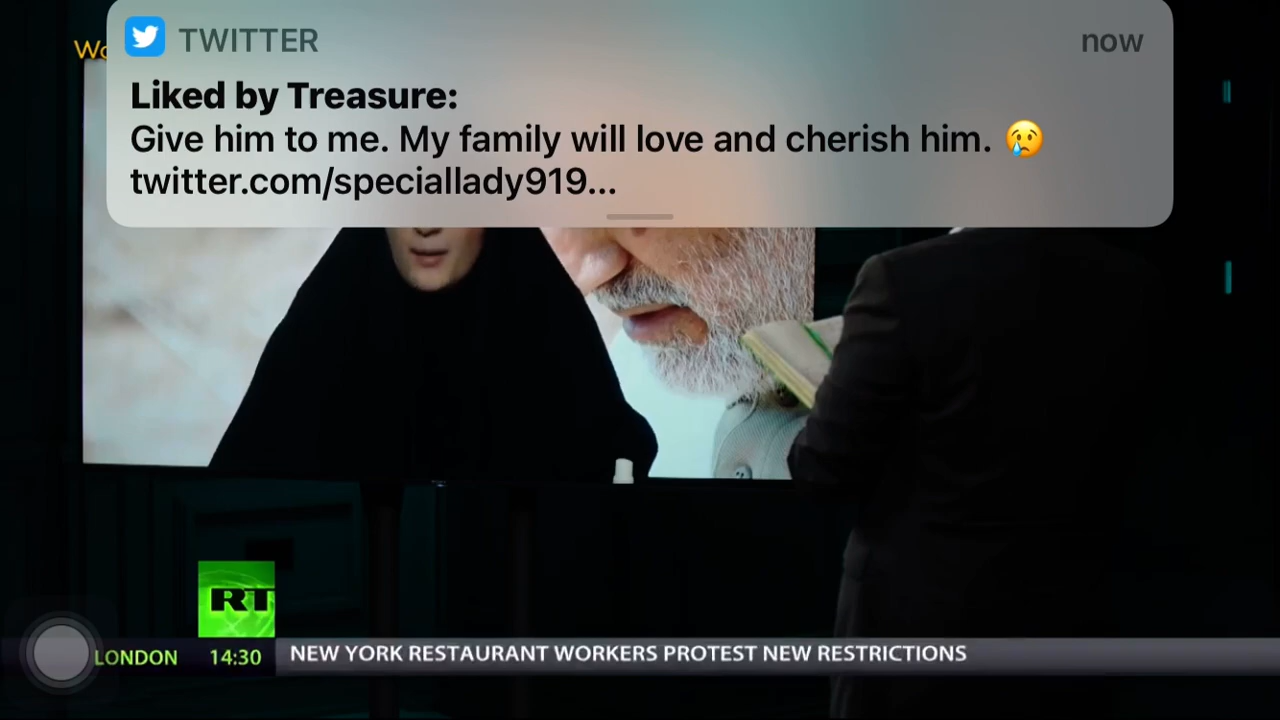 Wo
TWITTER
now
Liked by Treasure:
Give him to me. My family will love and cherish him. 😢
twitter.com/speciallady919...
RT
LONDON 14:30 NEW YORK RESTAURANT WORKERS PROTEST NEW RESTRICTIONS